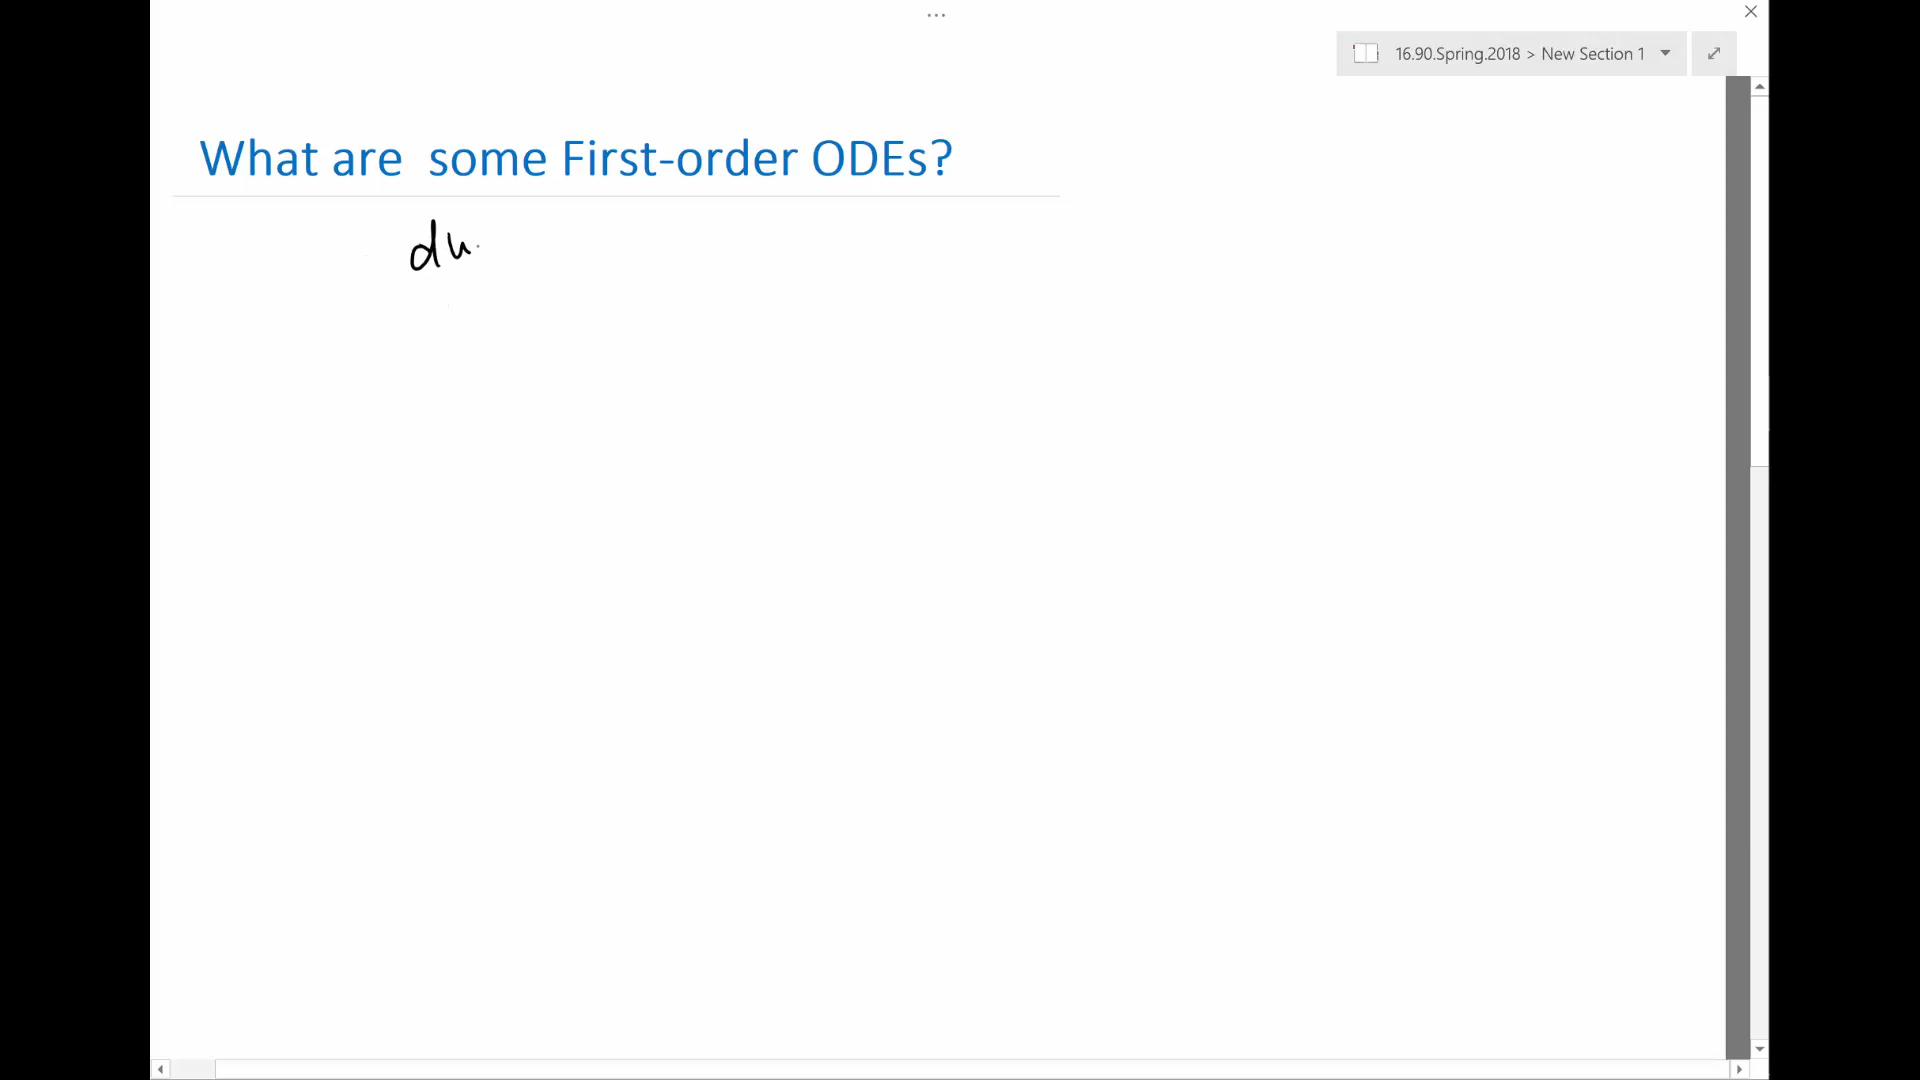 ...
16.90.Spring.2018 > New Section 1
What are some First-order ODEs?
du